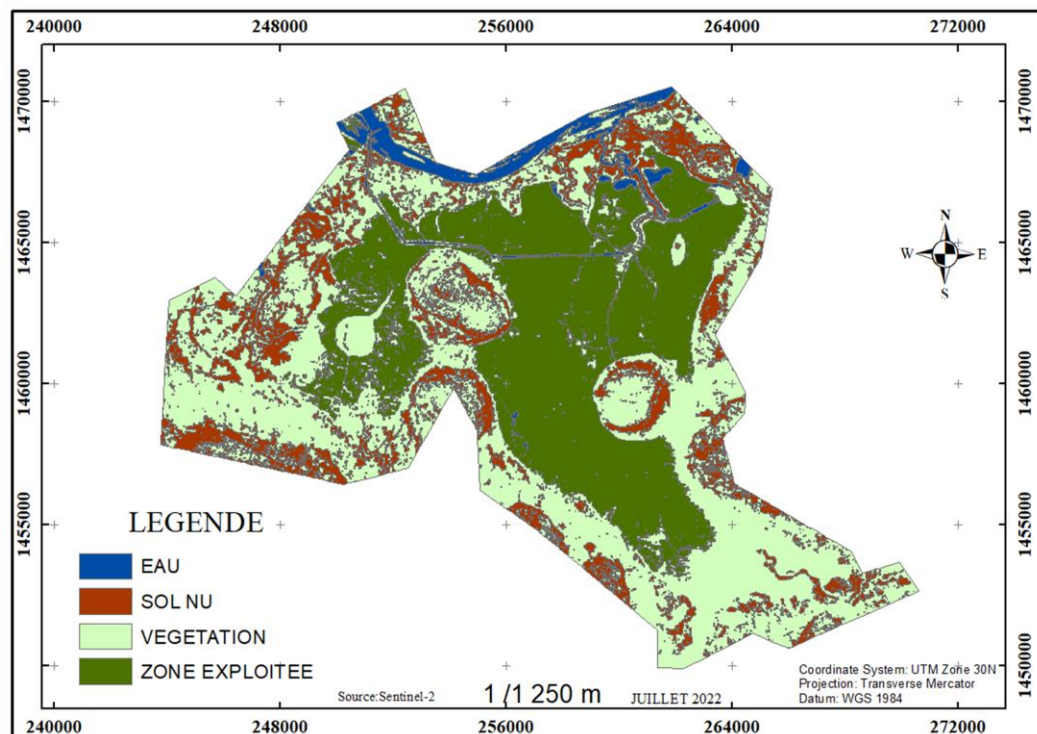 240000 248000 256000 264000 272000
1470000 1470000
N
W E
S
1465000 1465000
1460000 1460000
1455000 1455000
1450000 1450000
LEGENDE
EAU
SOL NU
VEGETATION
ZONE EXPLOITEE
Source:Sentinel-2 1 /1 250 m JUILLET 2022
Coordinate System: UTM Zone 30N
Projection: Transverse Mercator
Datum: WGS 1984
240000 248000 256000 264000 272000